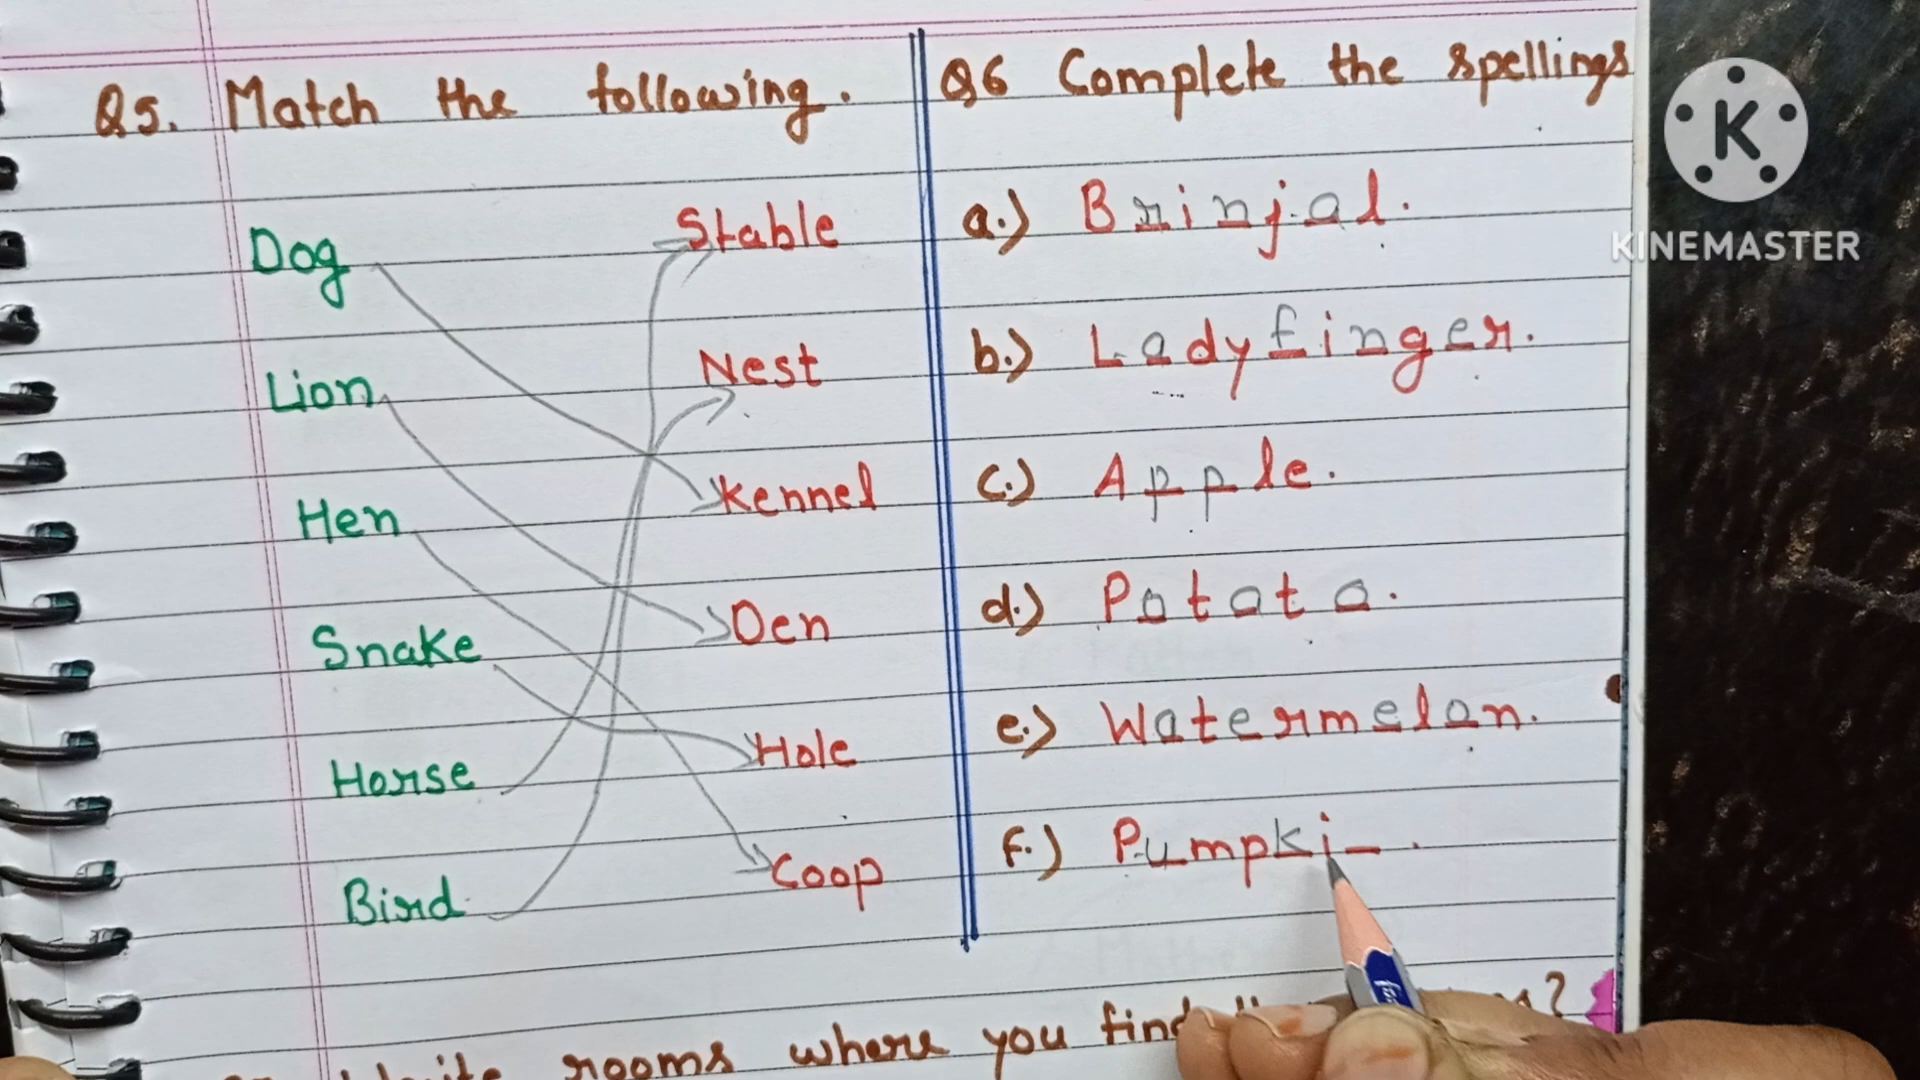 Q5. Match the following.
Dog Stable
Lion Nest
Hen Kennel
Snake Den
Horse Hole
Bird Coop
Q6 Complete the spellings
a.) Brinjal.
b.) Ladyfinger.
c.) Apple.
d.) Potato.
e.) Watermelon.
f.) Pumpki_.
rooms where you find
K
KINEMASTER